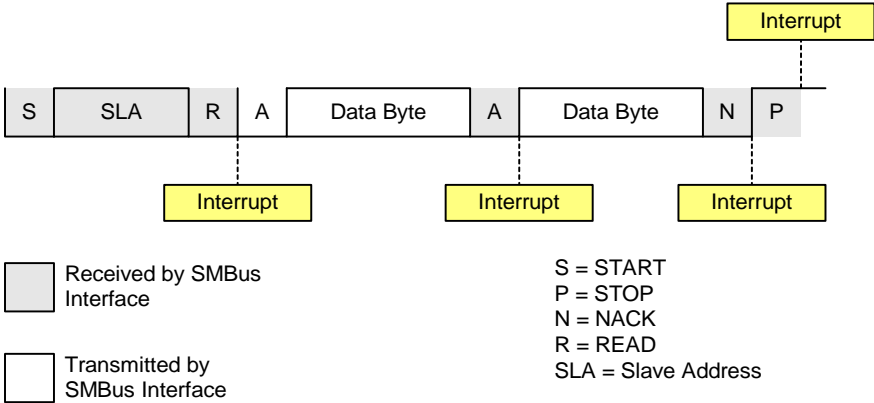 Interrupt
S SLA R A Data Byte A Data Byte N P
Interrupt Interrupt Interrupt
Received by SMBus
Interface
Transmitted by
SMBus Interface
S = START
P = STOP
N = NACK
R = READ
SLA = Slave Address